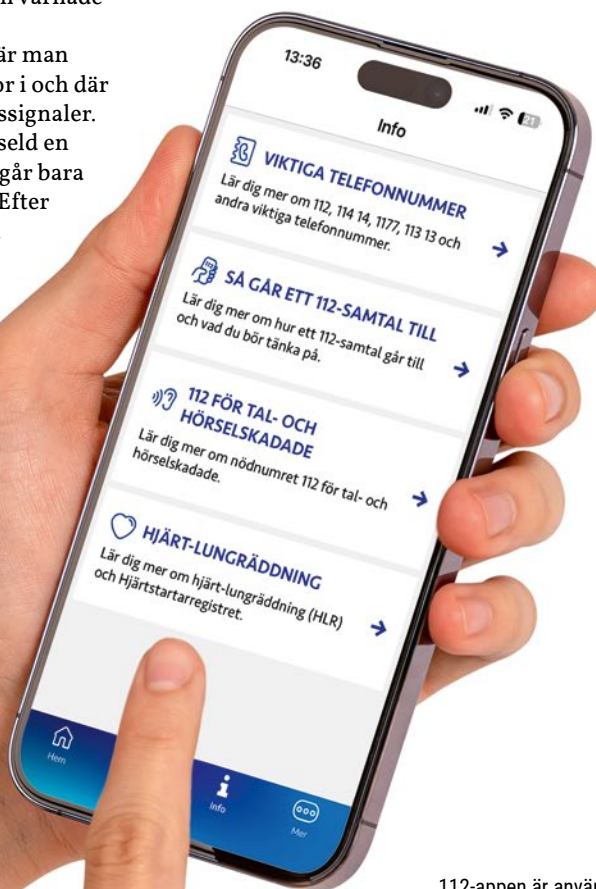 är man
or i och där
ssignaler.
seld en
går bara
Efter
13:36
21
Info
VIKTIGA TELEFONNUMMER
Lär dig mer om 112, 114 14, 1177, 113 13 och
andra viktiga telefonnummer.
SÅ GÅR ETT 112-SAMTAL TILL
Lär dig mer om hur ett 112-samtal går till
och vad du bör tänka på.
112 FÖR TAL- OCH
HÖRSELSKADADE
Lär dig mer om nödnumret 112 för tal- och
hörselskadade.
HJÄRT-LUNGRÄDDNING
Lär dig mer om hjärt-lungräddning (HLR)
och Hjärtstartarregistret.
Hem
Info
Mer
112-appen är använ